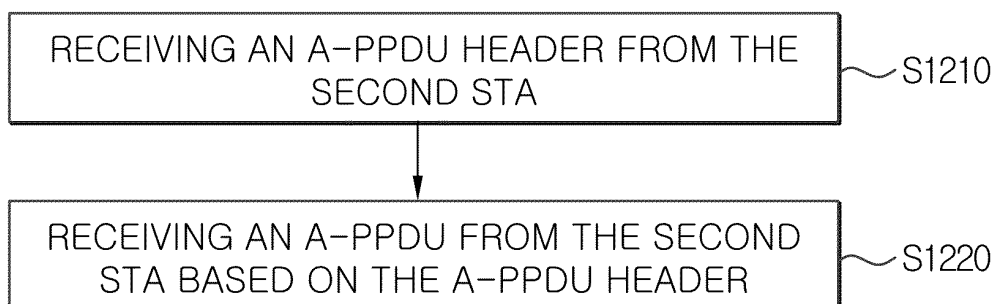 RECEIVING AN A-PPDU HEADER FROM THE
SECOND STA
S1210
RECEIVING AN A-PPDU FROM THE SECOND
STA BASED ON THE A-PPDU HEADER
S1220